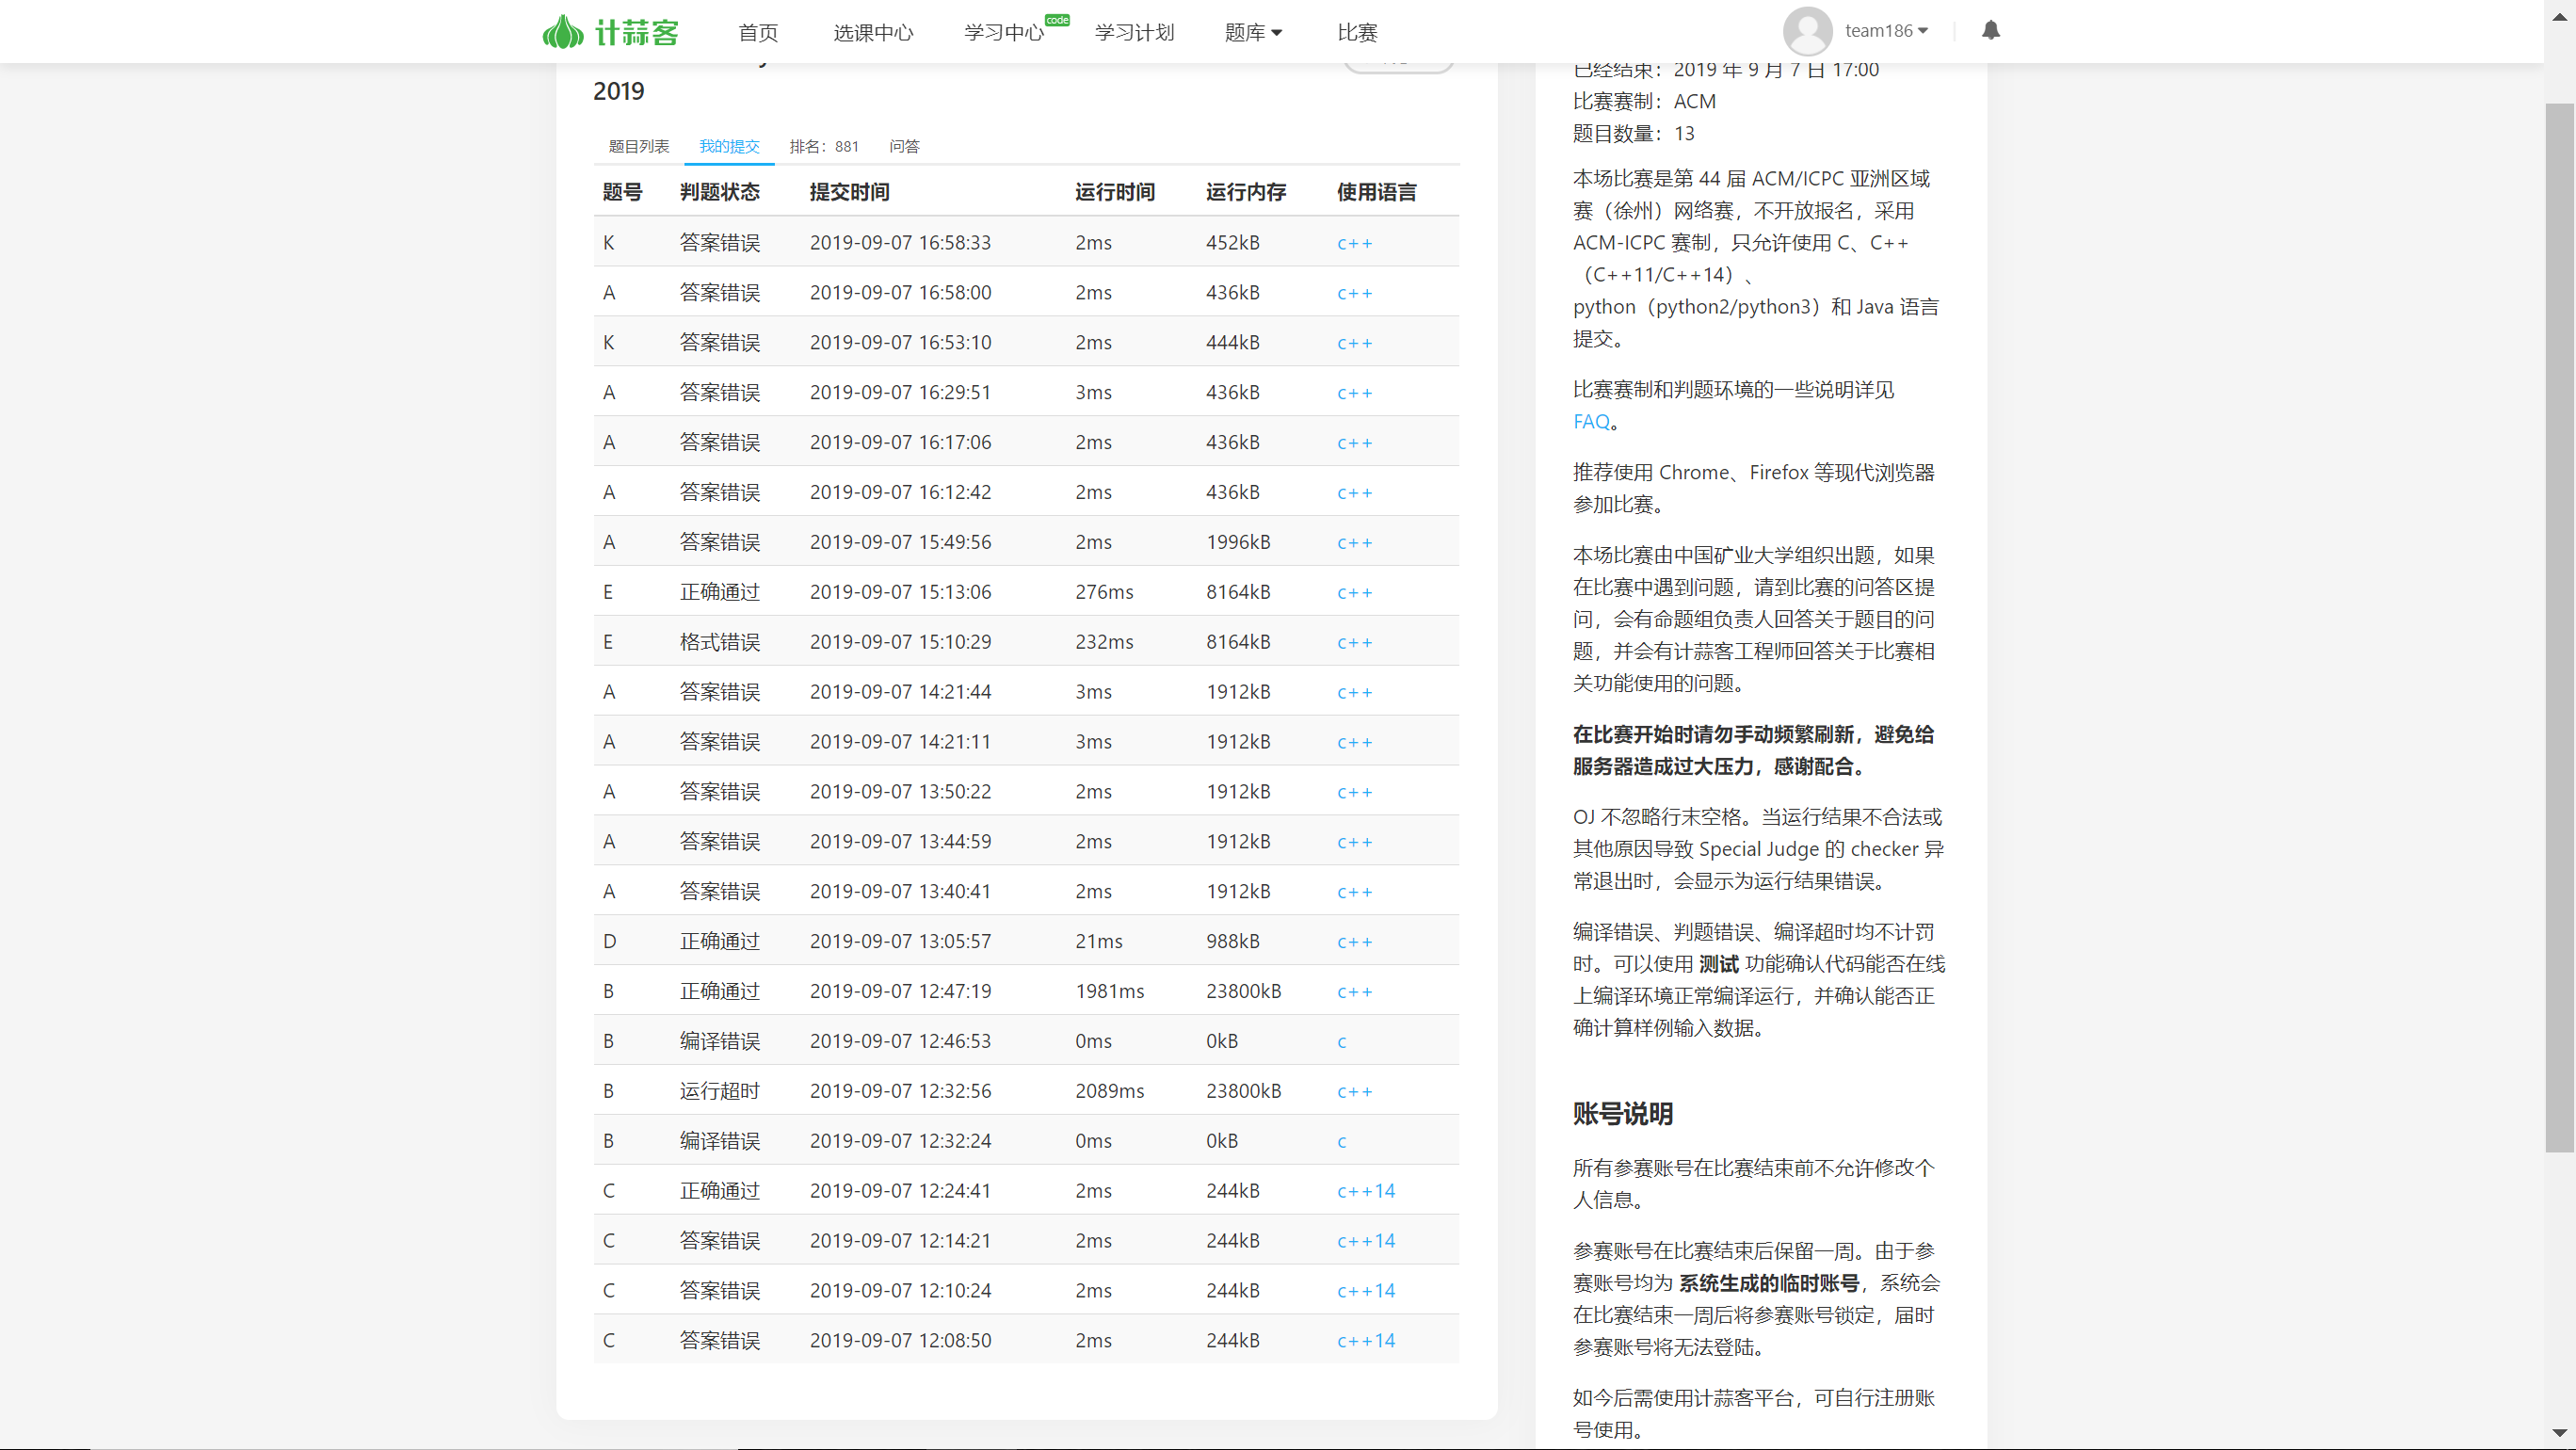 计蒜客
首页
选课中心
学习中心
code
学习计划
题库
比赛
team186
2019
题目列表
我的提交
排名：881
问答
题号 判题状态 提交时间 运行时间 运行内存 使用语言
K 答案错误 2019-09-07 16:58:33 2ms 452kB c++
A 答案错误 2019-09-07 16:58:00 2ms 436kB c++
K 答案错误 2019-09-07 16:53:10 2ms 444kB c++
A 答案错误 2019-09-07 16:29:51 3ms 436kB c++
A 答案错误 2019-09-07 16:17:06 2ms 436kB c++
A 答案错误 2019-09-07 16:12:42 2ms 436kB c++
A 答案错误 2019-09-07 15:49:56 2ms 1996kB c++
E 正确通过 2019-09-07 15:13:06 276ms 8164kB c++
E 格式错误 2019-09-07 15:10:29 232ms 8164kB c++
A 答案错误 2019-09-07 14:21:44 3ms 1912kB c++
A 答案错误 2019-09-07 14:21:11 3ms 1912kB c++
A 答案错误 2019-09-07 13:50:22 2ms 1912kB c++
A 答案错误 2019-09-07 13:44:59 2ms 1912kB c++
A 答案错误 2019-09-07 13:40:41 2ms 1912kB c++
D 正确通过 2019-09-07 13:05:57 21ms 988kB c++
B 正确通过 2019-09-07 12:47:19 1981ms 23800kB c++
B 编译错误 2019-09-07 12:46:53 0ms 0kB c
B 运行超时 2019-09-07 12:32:56 2089ms 23800kB c++
B 编译错误 2019-09-07 12:32:24 0ms 0kB c
C 正确通过 2019-09-07 12:24:41 2ms 244kB c++14
C 答案错误 2019-09-07 12:14:21 2ms 244kB c++14
C 答案错误 2019-09-07 12:10:24 2ms 244kB c++14
C 答案错误 2019-09-07 12:08:50 2ms 244kB c++14
已经结束：2019 年 9 月 7 日 17:00
比赛赛制：ACM
题目数量：13
本场比赛是第 44 届 ACM/ICPC 亚洲区域
赛（徐州）网络赛，不开放报名，采用
ACM-ICPC 赛制，只允许使用 C、C++
（C++11/C++14）、
python（python2/python3）和 Java 语言
提交。
比赛赛制和判题环境的一些说明详见
FAQ。
推荐使用 Chrome、Firefox 等现代浏览器
参加比赛。
本场比赛由中国矿业大学组织出题，如果
在比赛中遇到问题，请到比赛的问答区提
问，会有命题组负责人回答关于题目的问
题，并会有计蒜客工程师回答关于比赛相
关功能使用的问题。
在比赛开始时请勿手动频繁刷新，避免给
服务器造成过大压力，感谢配合。
OJ 不忽略行末空格。当运行结果不合法或
其他原因导致 Special Judge 的 checker 异
常退出时，会显示为运行结果错误。
编译错误、判题错误、编译超时均不计罚
时。可以使用 测试 功能确认代码能否在线
上编译环境正常编译运行，并确认能否正
确计算样例输入数据。
账号说明
所有参赛账号在比赛结束前不允许修改个
人信息。
参赛账号在比赛结束后保留一周。由于参
赛账号均为 系统生成的临时账号，系统会
在比赛结束一周后将参赛账号锁定，届时
参赛账号将无法登陆。
如今后需使用计蒜客平台，可自行注册账
号使用。